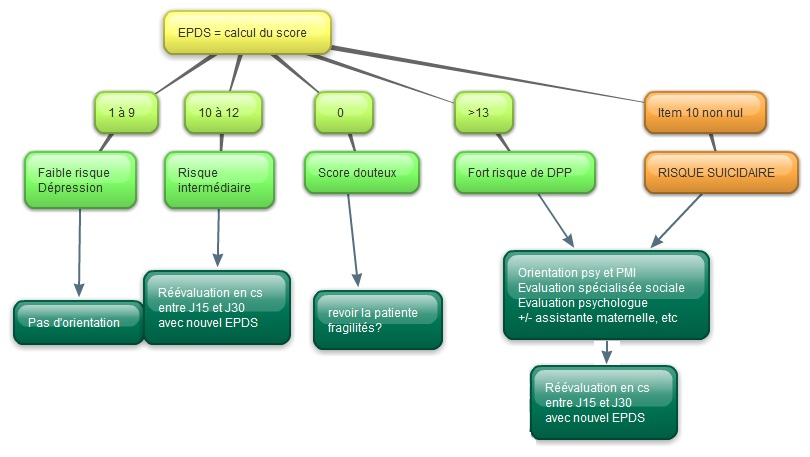 EPDS = calcul du score
1 à 9
10 à 12
0
>13
Item 10 non nul
Faible risque
Dépression
Risque
intermédiaire
Score douteux
Fort risque de DPP
RISQUE SUICIDAIRE
Pas d'orientation
Réévaluation en cs
entre J15 et J30
avec nouvel EPDS
revoir la patiente
fragilités?
Orientation psy et PMI
Evaluation spécialisée sociale
Evaluation psychologue
+/- assistante maternelle, etc
Réévaluation en cs
entre J15 et J30
avec nouvel EPDS